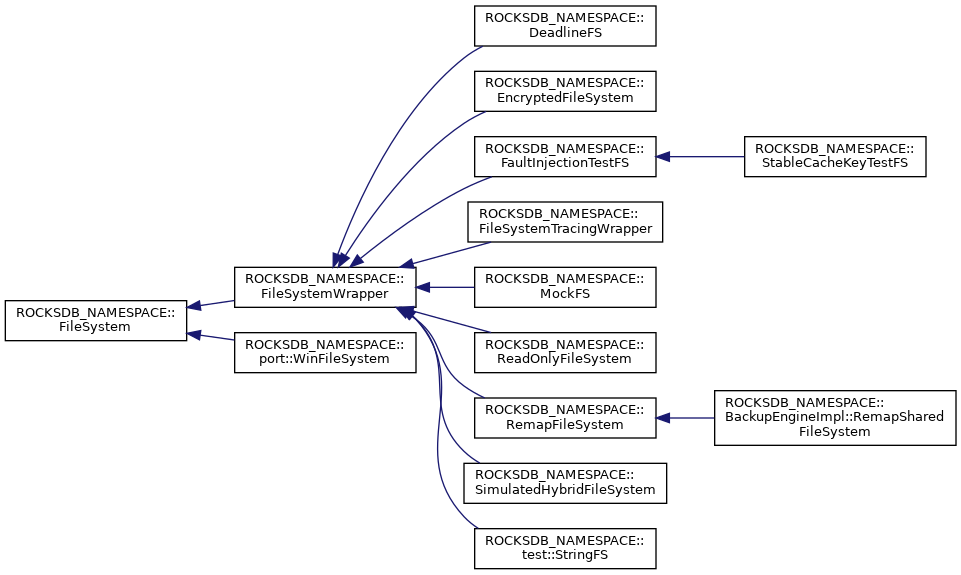 ROCKSDB_NAMESPACE::
DeadlineFS
ROCKSDB_NAMESPACE::
EncryptedFileSystem
ROCKSDB_NAMESPACE::
FaultInjectionTestFS
ROCKSDB_NAMESPACE::
StableCacheKeyTestFS
ROCKSDB_NAMESPACE::
FileSystemTracingWrapper
ROCKSDB_NAMESPACE::
FileSystemWrapper
ROCKSDB_NAMESPACE::
MockFS
ROCKSDB_NAMESPACE::
FileSystem
ROCKSDB_NAMESPACE::
port::WinFileSystem
ROCKSDB_NAMESPACE::
ReadOnlyFileSystem
ROCKSDB_NAMESPACE::
RemapFileSystem
ROCKSDB_NAMESPACE::
BackupEngineImpl::RemapShared
FileSystem
ROCKSDB_NAMESPACE::
SimulatedHybridFileSystem
ROCKSDB_NAMESPACE::
test::StringFS